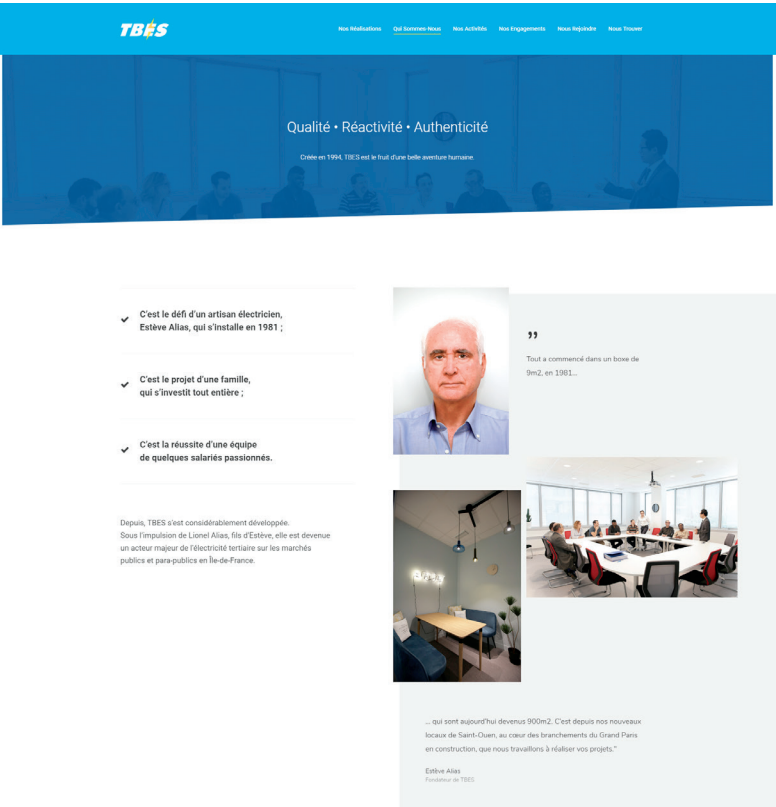 TBES
Nos Réalisations Qui Sommes-Nous Nos Activités Nos Engagements Nous Rejoindre Nous Trouver
Qualité • Réactivité • Authenticité
Créée en 1994, TBES est le fruit d'une belle aventure humaine.
C'est le défi d'un artisan électricien,
Estève Alias, qui s'installe en 1981 ;
C'est le projet d'une famille,
qui s'investit tout entière ;
C'est la réussite d'une équipe
de quelques salariés passionnés.
Depuis, TBES s'est considérablement développée.
Sous l'impulsion de Lionel Alias, fils d'Estève, elle est devenue
un acteur majeur de l'électricité tertiaire sur les marchés
publics et para-publics en Île-de-France.
”
Tout a commencé dans un boxe de
9m2, en 1981...
... qui sont aujourd'hui devenus 900m2. C'est depuis nos nouveaux
locaux de Saint-Ouen, au cœur des branchements du Grand Paris
en construction, que nous travaillons à réaliser vos projets."
Estève Alias
Fondateur de TBES